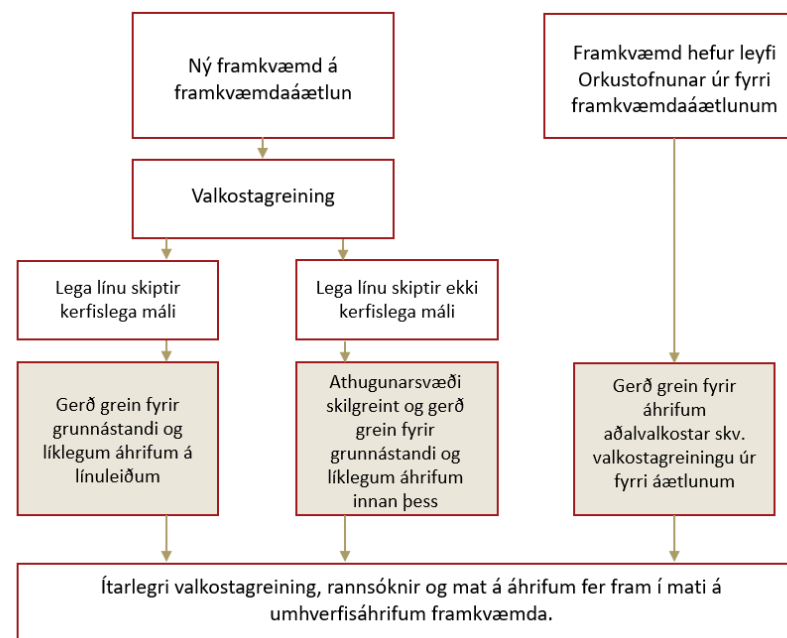 Ný framkvæmd á
framkvæmdaáætlun
Framkvæmd hefur leyfi
Orkustofnunar úr fyrri
framkvæmdaáætlunum
Valkostagreining
Lega línu skiptir
kerfislega máli
Lega línu skiptir ekki
kerfislega máli
Gerð grein fyrir
grunnástandi og
líklegum áhrifum á
línuleiðum
Athugunarsvæði
skilgreint og gerð
grein fyrir
grunnástandi og
líklegum áhrifum
innan þess
Gerð grein fyrir
áhrifum
aðalvalkostar skv.
valkostagreiningu úr
fyrri áætlunum
Ítarlegri valkostagreining, rannsóknir og mat á áhrifum fer fram í mati á
umhverfisáhrifum framkvæmda.